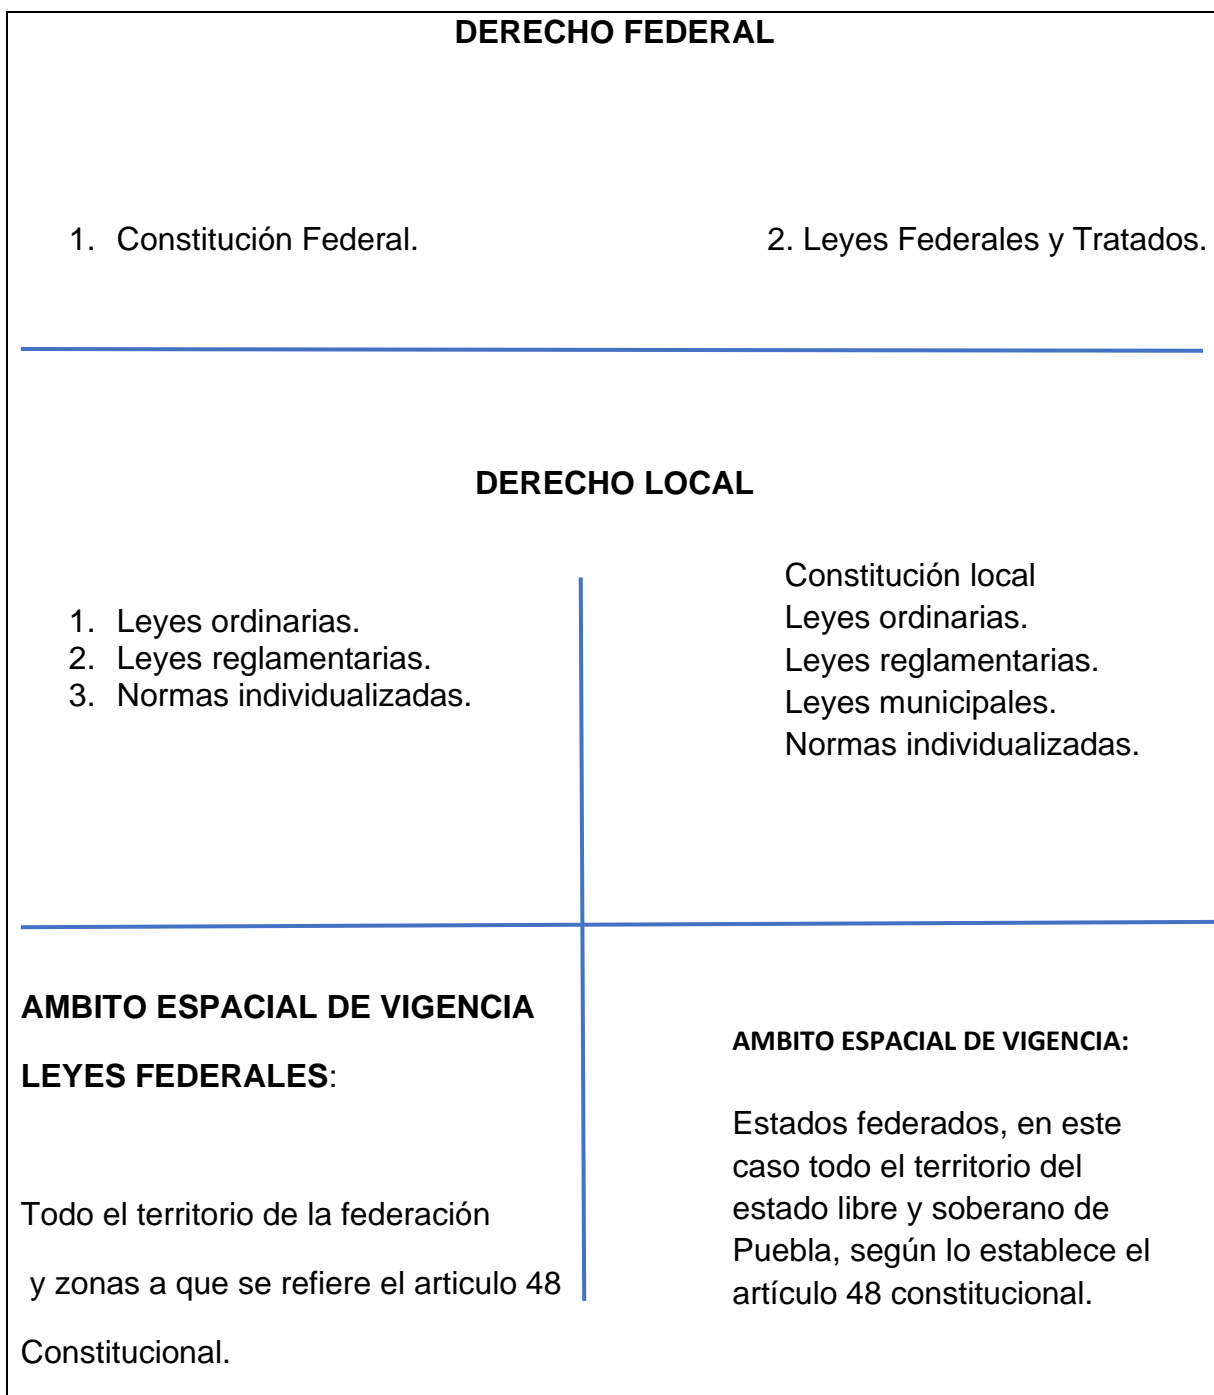 DERECHO FEDERAL
1. Constitución Federal.
2. Leyes Federales y Tratados.
DERECHO LOCAL
1. Leyes ordinarias.
2. Leyes reglamentarias.
3. Normas individualizadas.
Constitución local
Leyes ordinarias.
Leyes reglamentarias.
Leyes municipales.
Normas individualizadas.
AMBITO ESPACIAL DE VIGENCIA
LEYES FEDERALES:
Todo el territorio de la federación
y zonas a que se refiere el articulo 48
Constitucional.
AMBITO ESPACIAL DE VIGENCIA:
Estados federados, en este
caso todo el territorio del
estado libre y soberano de
Puebla, según lo establece el
artículo 48 constitucional.